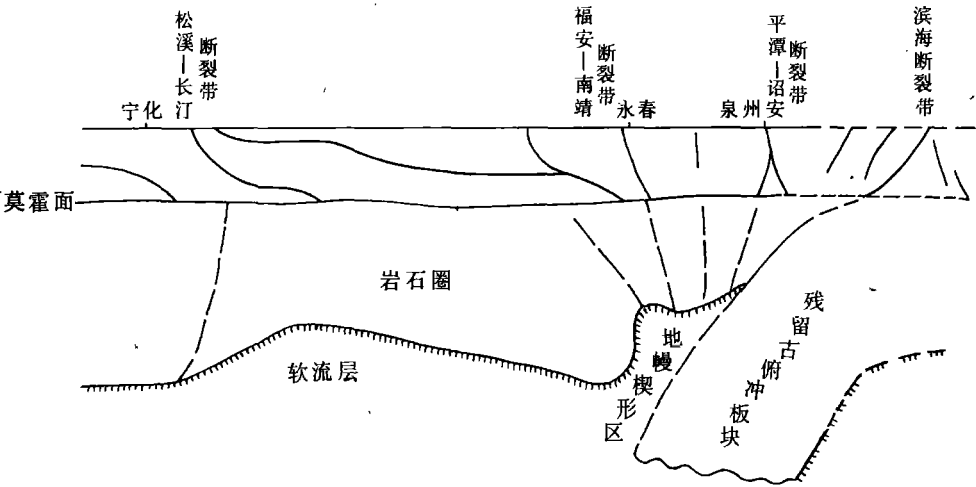 松溪—长汀
断裂带
福安—南靖
断裂带
平潭—诏安
断裂带
滨海断裂带
宁化
永春
泉州
莫霍面
岩石圈
软流层
地幔楔形区
残留古俯冲板块